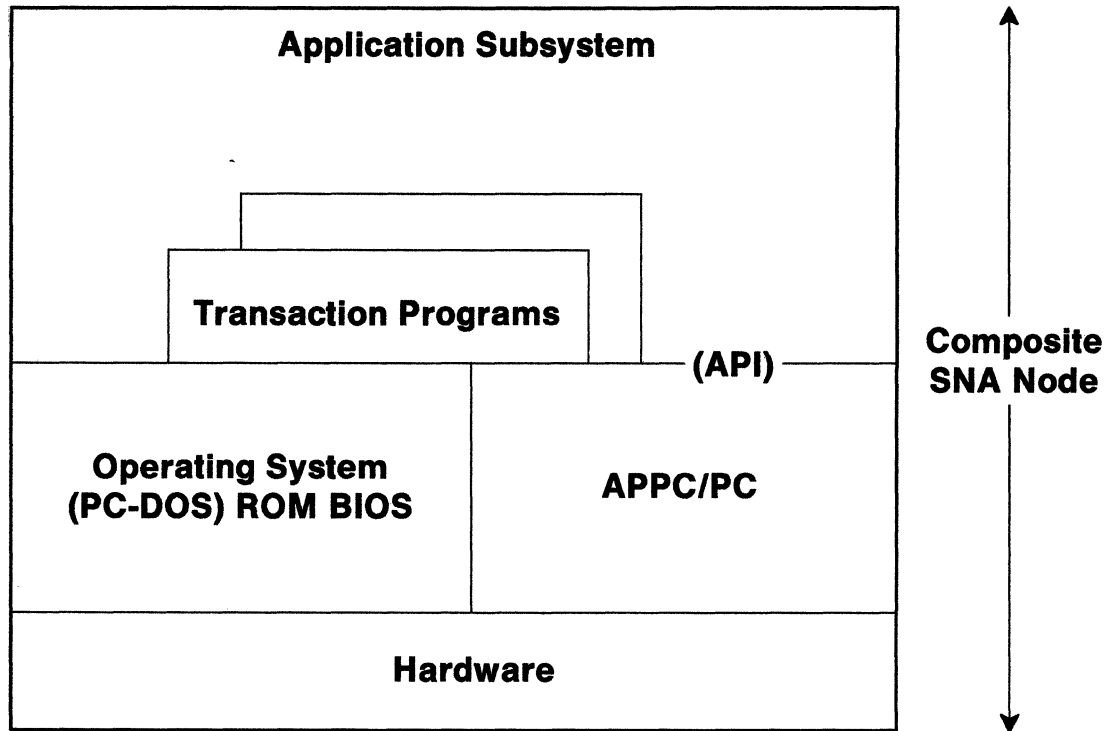 Application Subsystem
Transaction Programs
(API)
Composite
SNA Node
Operating System
(PC-DOS) ROM BIOS
APPC/PC
Hardware